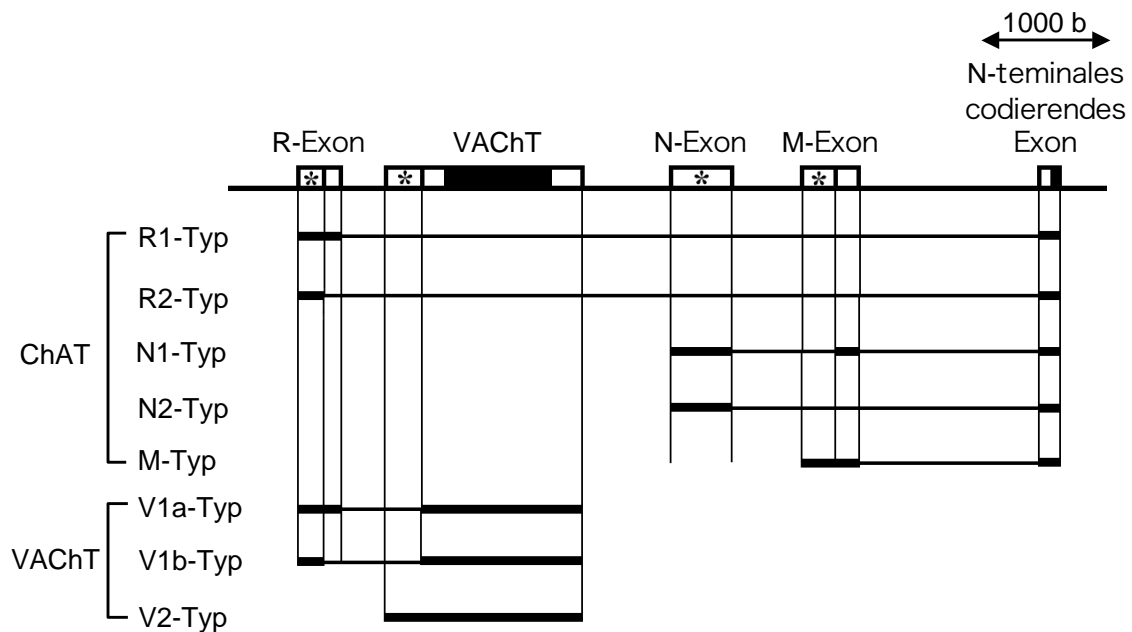 1000 b
N-teminales
codierendes
R-Exon VAChT N-Exon M-Exon Exon
* * * *
R1-Typ
R2-Typ
ChAT
N1-Typ
N2-Typ
M-Typ
V1a-Typ
VAChT
V1b-Typ
V2-Typ